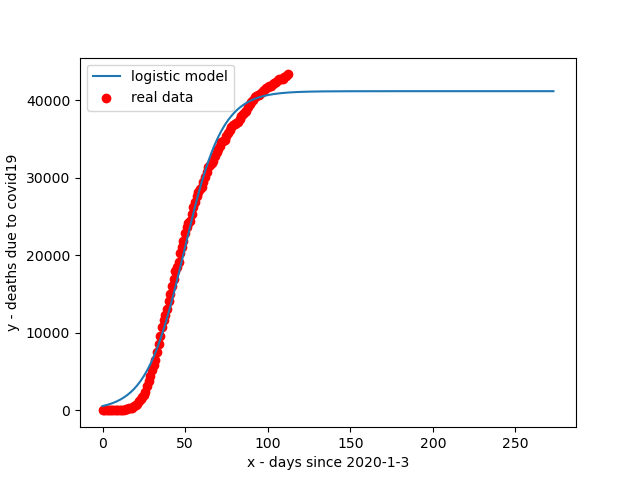 logistic model
real data
40000
30000
20000
10000
0
y - deaths due to covid19
0 50 100 150 200 250
x - days since 2020-1-3